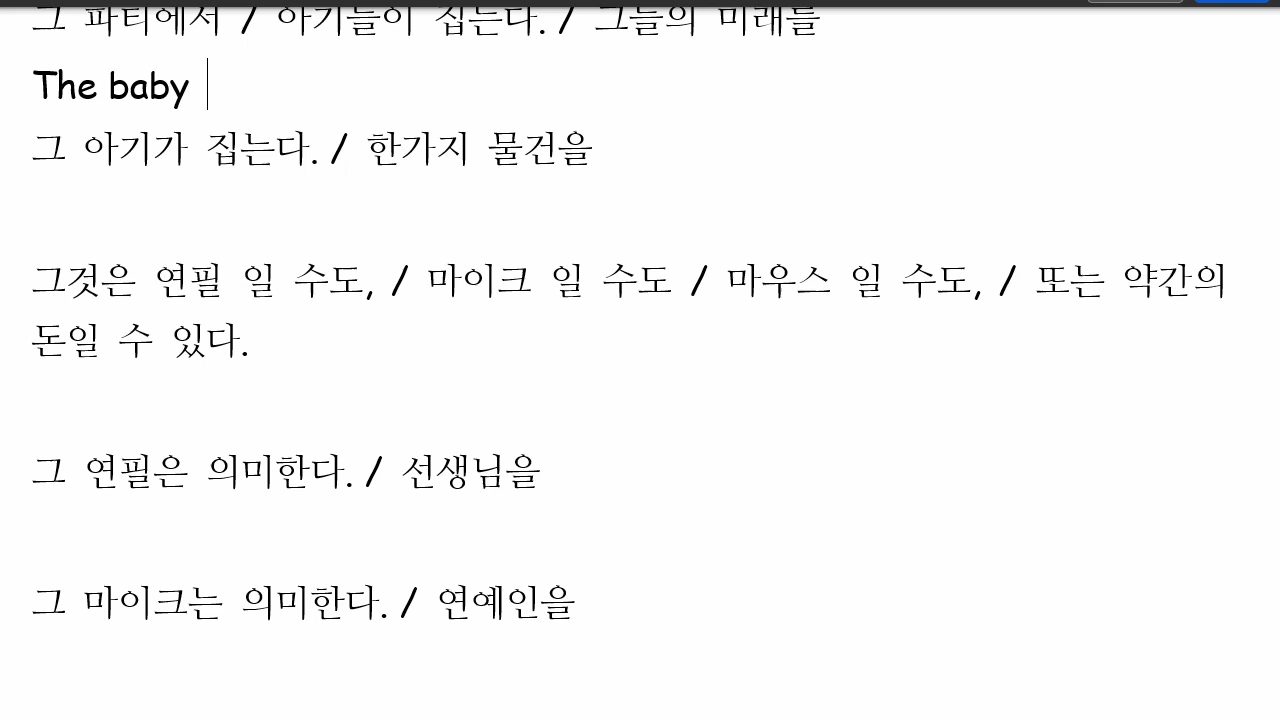 그 파티에서 / 아기들이 집는다. / 그들의 미래를
The baby
그 아기가 집는다. / 한가지 물건을
그것은 연필 일 수도, / 마이크 일 수도 / 마우스 일 수도, / 또는 약간의
돈일 수 있다.
그 연필은 의미한다. / 선생님을
그 마이크는 의미한다. / 연예인을